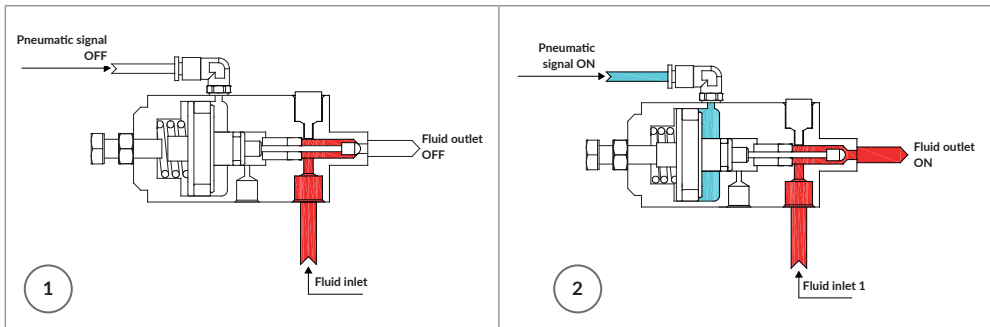 Pneumatic signal
OFF
Fluid outlet
OFF
Fluid inlet
1
Pneumatic
signal ON
Fluid outlet
ON
Fluid inlet 1
2